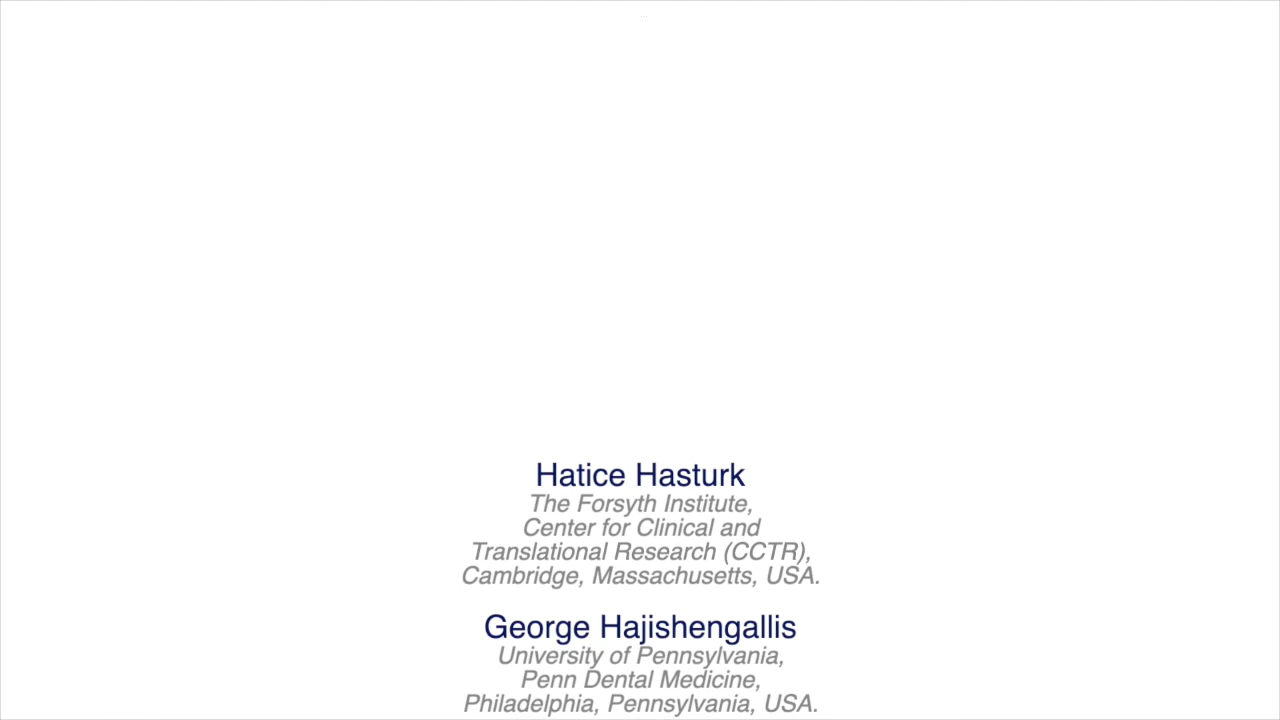 Hatice Hasturk
The Forsyth Institute,
Center for Clinical and
Translational Research (CCTR),
Cambridge, Massachusetts, USA.
George Hajishengallis
University of Pennsylvania,
Penn Dental Medicine,
Philadelphia, Pennsylvania, USA.